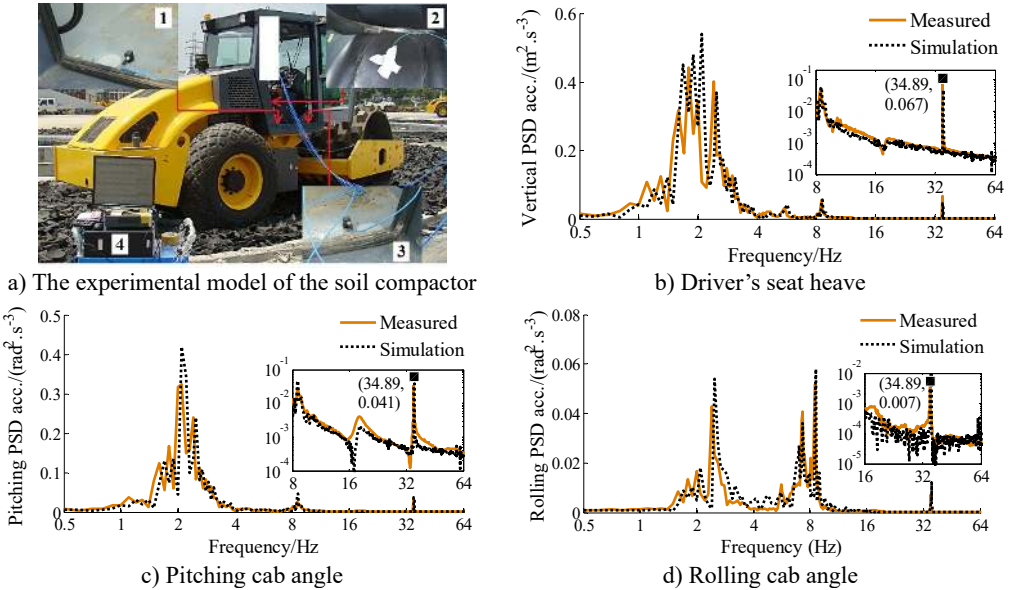 1
2
3
4
a) The experimental model of the soil compactor
Vertical PSD acc./(m².s⁻³)
0.6
0.4
0.2
0
Measured
Simulation
(34.89,
0.067)
10⁻¹
10⁻²
10⁻³
10⁻⁴
8 16 32 64
0.5 1 2 4 8 16 32 64
Frequency/Hz
b) Driver's seat heave
Pitching PSD acc./(rad².s⁻³)
0.5
0.4
0.3
0.2
0.1
0
Measured
Simulation
(34.89,
0.041)
10⁻¹
10⁻²
10⁻³
10⁻⁴
8 16 32 64
0.5 1 2 4 8 16 32 64
Frequency/Hz
c) Pitching cab angle
Rolling PSD acc./(rad².s⁻³)
0.08
0.06
0.04
0.02
0
Measured
Simulation
(34.89,
0.007)
10⁻²
10⁻³
10⁻⁴
10⁻⁵
16 32 64
0.5 1 2 4 8 16 32 64
Frequency (Hz)
d) Rolling cab angle